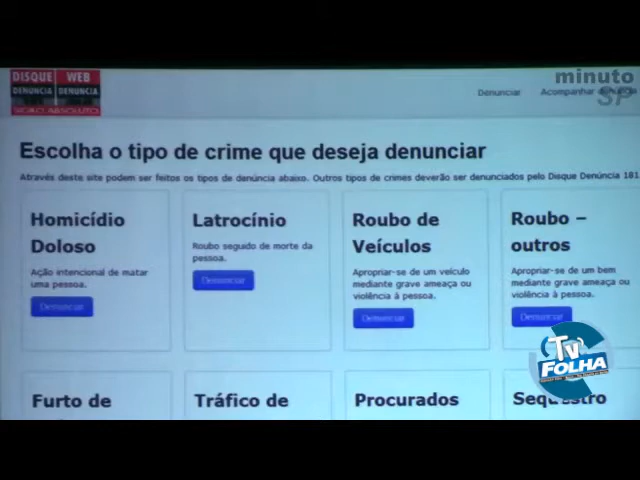 minuto
SP
DISQUE WEB
DENÚNCIA DENÚNCIA
SIGILO ABSOLUTO
Denunciar Acompanhar denúncia
Escolha o tipo de crime que deseja denunciar
Através deste site podem ser feitos os tipos de denúncia abaixo. Outros tipos de crimes deverão ser denunciados pelo Disque Denúncia 181
Homicídio
Doloso
Ação intencional de matar
uma pessoa.
Denunciar
Latrocínio
Roubo seguido de morte da
pessoa.
Denunciar
Roubo de
Veículos
Apropriar-se de um veículo
mediante grave ameaça ou
violência à pessoa.
Denunciar
Roubo –
outros
Apropriar-se de um bem
mediante grave ameaça ou
violência à pessoa.
Denunciar
Furto de
Tráfico de
Procurados
Sequestro
TV
FOLHA